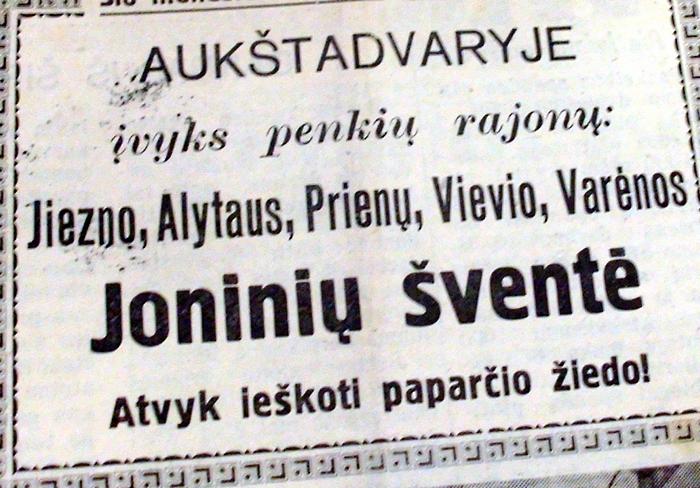 AUKŠTADVARYJE
įvyks penkių rajonų:
Jiezno, Alytaus, Prienų, Vievio, Varėnos
Joninių šventė
Atvyk ieškoti paparčio žiedo!